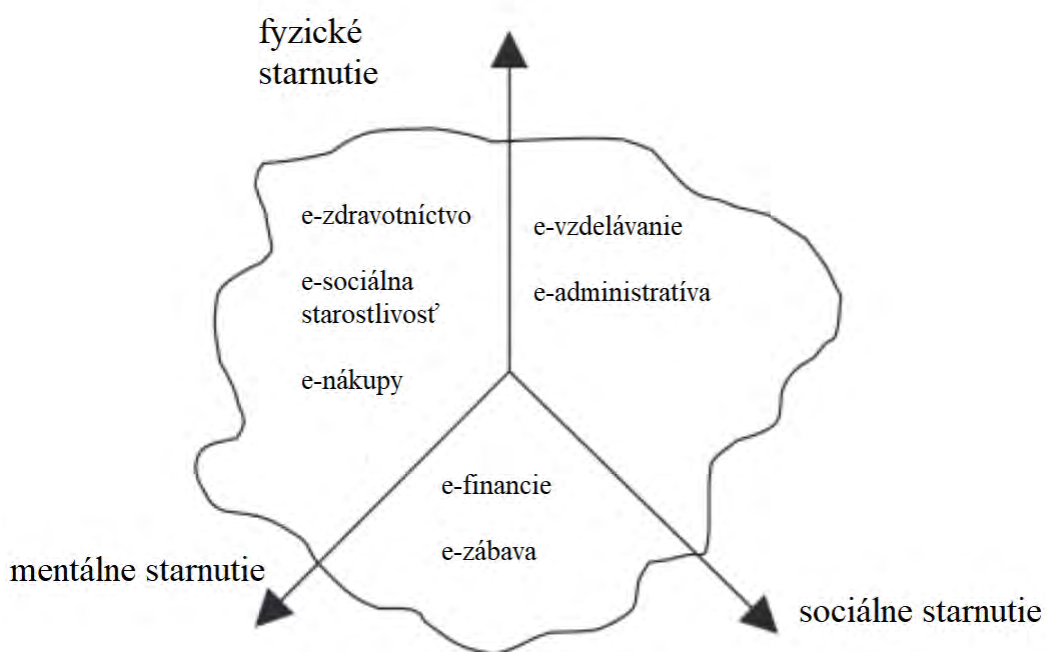 fyzické
starnutie
e-zdravotníctvo
e-sociálna
starostlivosť
e-nákupy
e-vzdelávanie
e-administratíva
e-financie
e-zábava
mentálne starnutie
sociálne starnutie